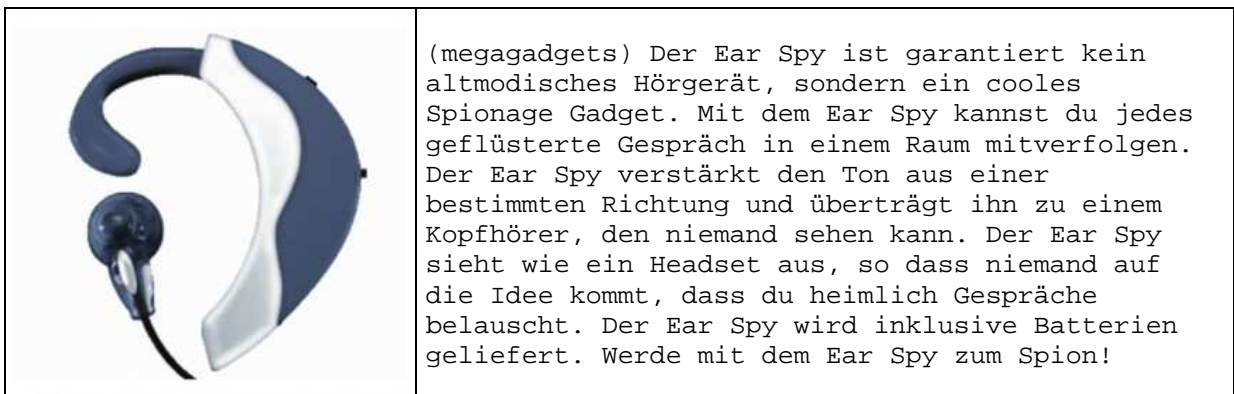 (megagadgets) Der Ear Spy ist garantiert kein
altmodisches Hörgerät, sondern ein cooles
Spionage Gadget. Mit dem Ear Spy kannst du jedes
geflüsterte Gespräch in einem Raum mitverfolgen.
Der Ear Spy verstärkt den Ton aus einer
bestimmten Richtung und überträgt ihn zu einem
Kopfhörer, den niemand sehen kann. Der Ear Spy
sieht wie ein Headset aus, so dass niemand auf
die Idee kommt, dass du heimlich Gespräche
belauscht. Der Ear Spy wird inklusive Batterien
geliefert. Werde mit dem Ear Spy zum Spion!